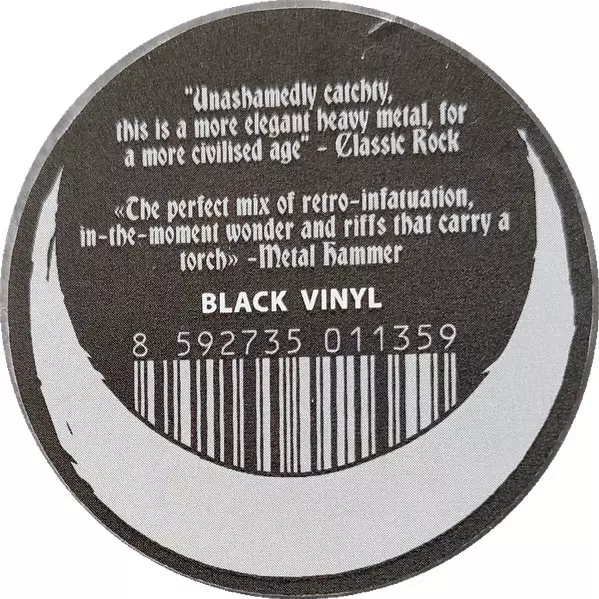 "Unashamedly catchty,
this is a more elegant heavy metal, for
a more civilised age" - Classic Rock
«The perfect mix of retro-infatuation,
in-the-moment wonder and riffs that carry a
torch» -Metal Hammer
BLACK VINYL
8 592735 011359